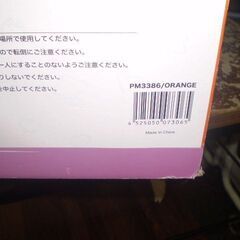 場所で使用してください。
ので転倒にご注意ください。
一人にすることのないようご注意ください。
りしないでください。
を中止してください。
PM3386/ORANGE
4 525050 073065
Made in China